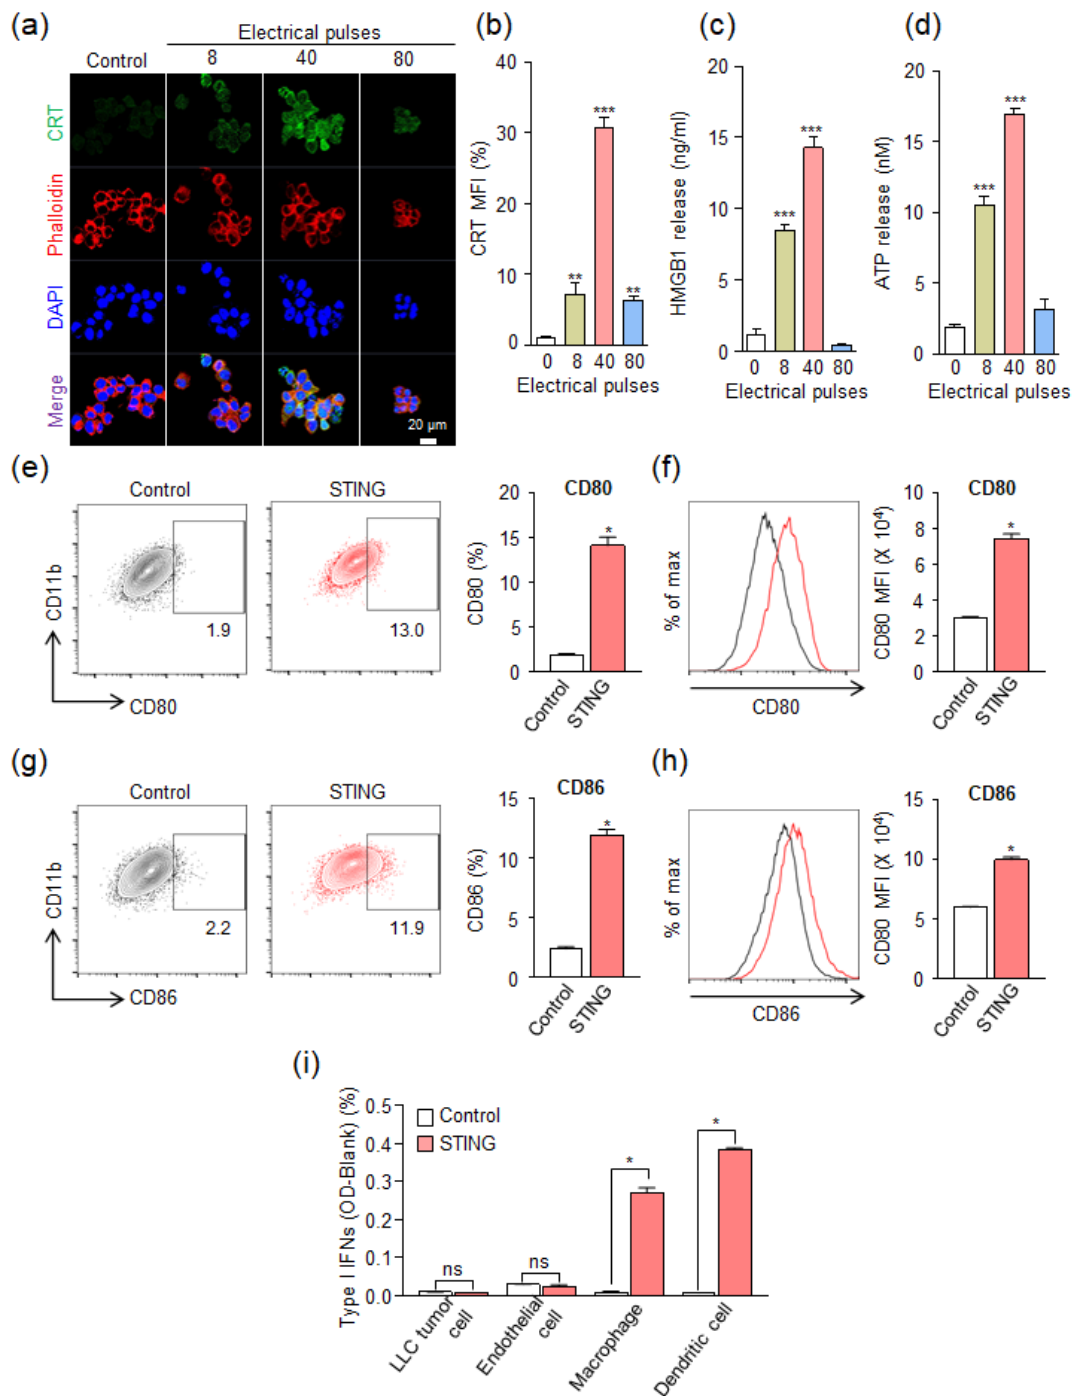 (a)
Electrical pulses
Control 8 40 80
CRT
Phalloidin
DAPI
Merge
20 µm
(b)
CRT MFI (%)
40
30
20
10
0
** *** **
0 8 40 80
Electrical pulses
(c)
HMGB1 release (ng/ml)
20
15
10
5
0
*** ***
0 8 40 80
Electrical pulses
(d)
ATP release (nM)
20
15
10
5
0
*** ***
0 8 40 80
Electrical pulses
(e)
Control
STING
CD11b
1.9
13.0
CD80
CD80
CD80 (%)
20
15
10
5
0
*
Control
STING
(f)
% of max
CD80
CD80
CD80 MFI (X 10⁴)
10
8
6
4
2
0
*
Control
STING
(g)
Control
STING
CD11b
2.2
11.9
CD86
CD86
CD86 (%)
15
10
5
0
*
Control
STING
(h)
% of max
CD86
CD86
CD80 MFI (X 10⁴)
15
10
5
0
*
Control
STING
(i)
Type I IFNs (OD-Blank) (%)
0.5
0.4
0.3
0.2
0.1
0.0
Control
STING
ns
ns
*
*
LLC tumor
cell
Endothelial
cell
Macrophage
Dendritic cell